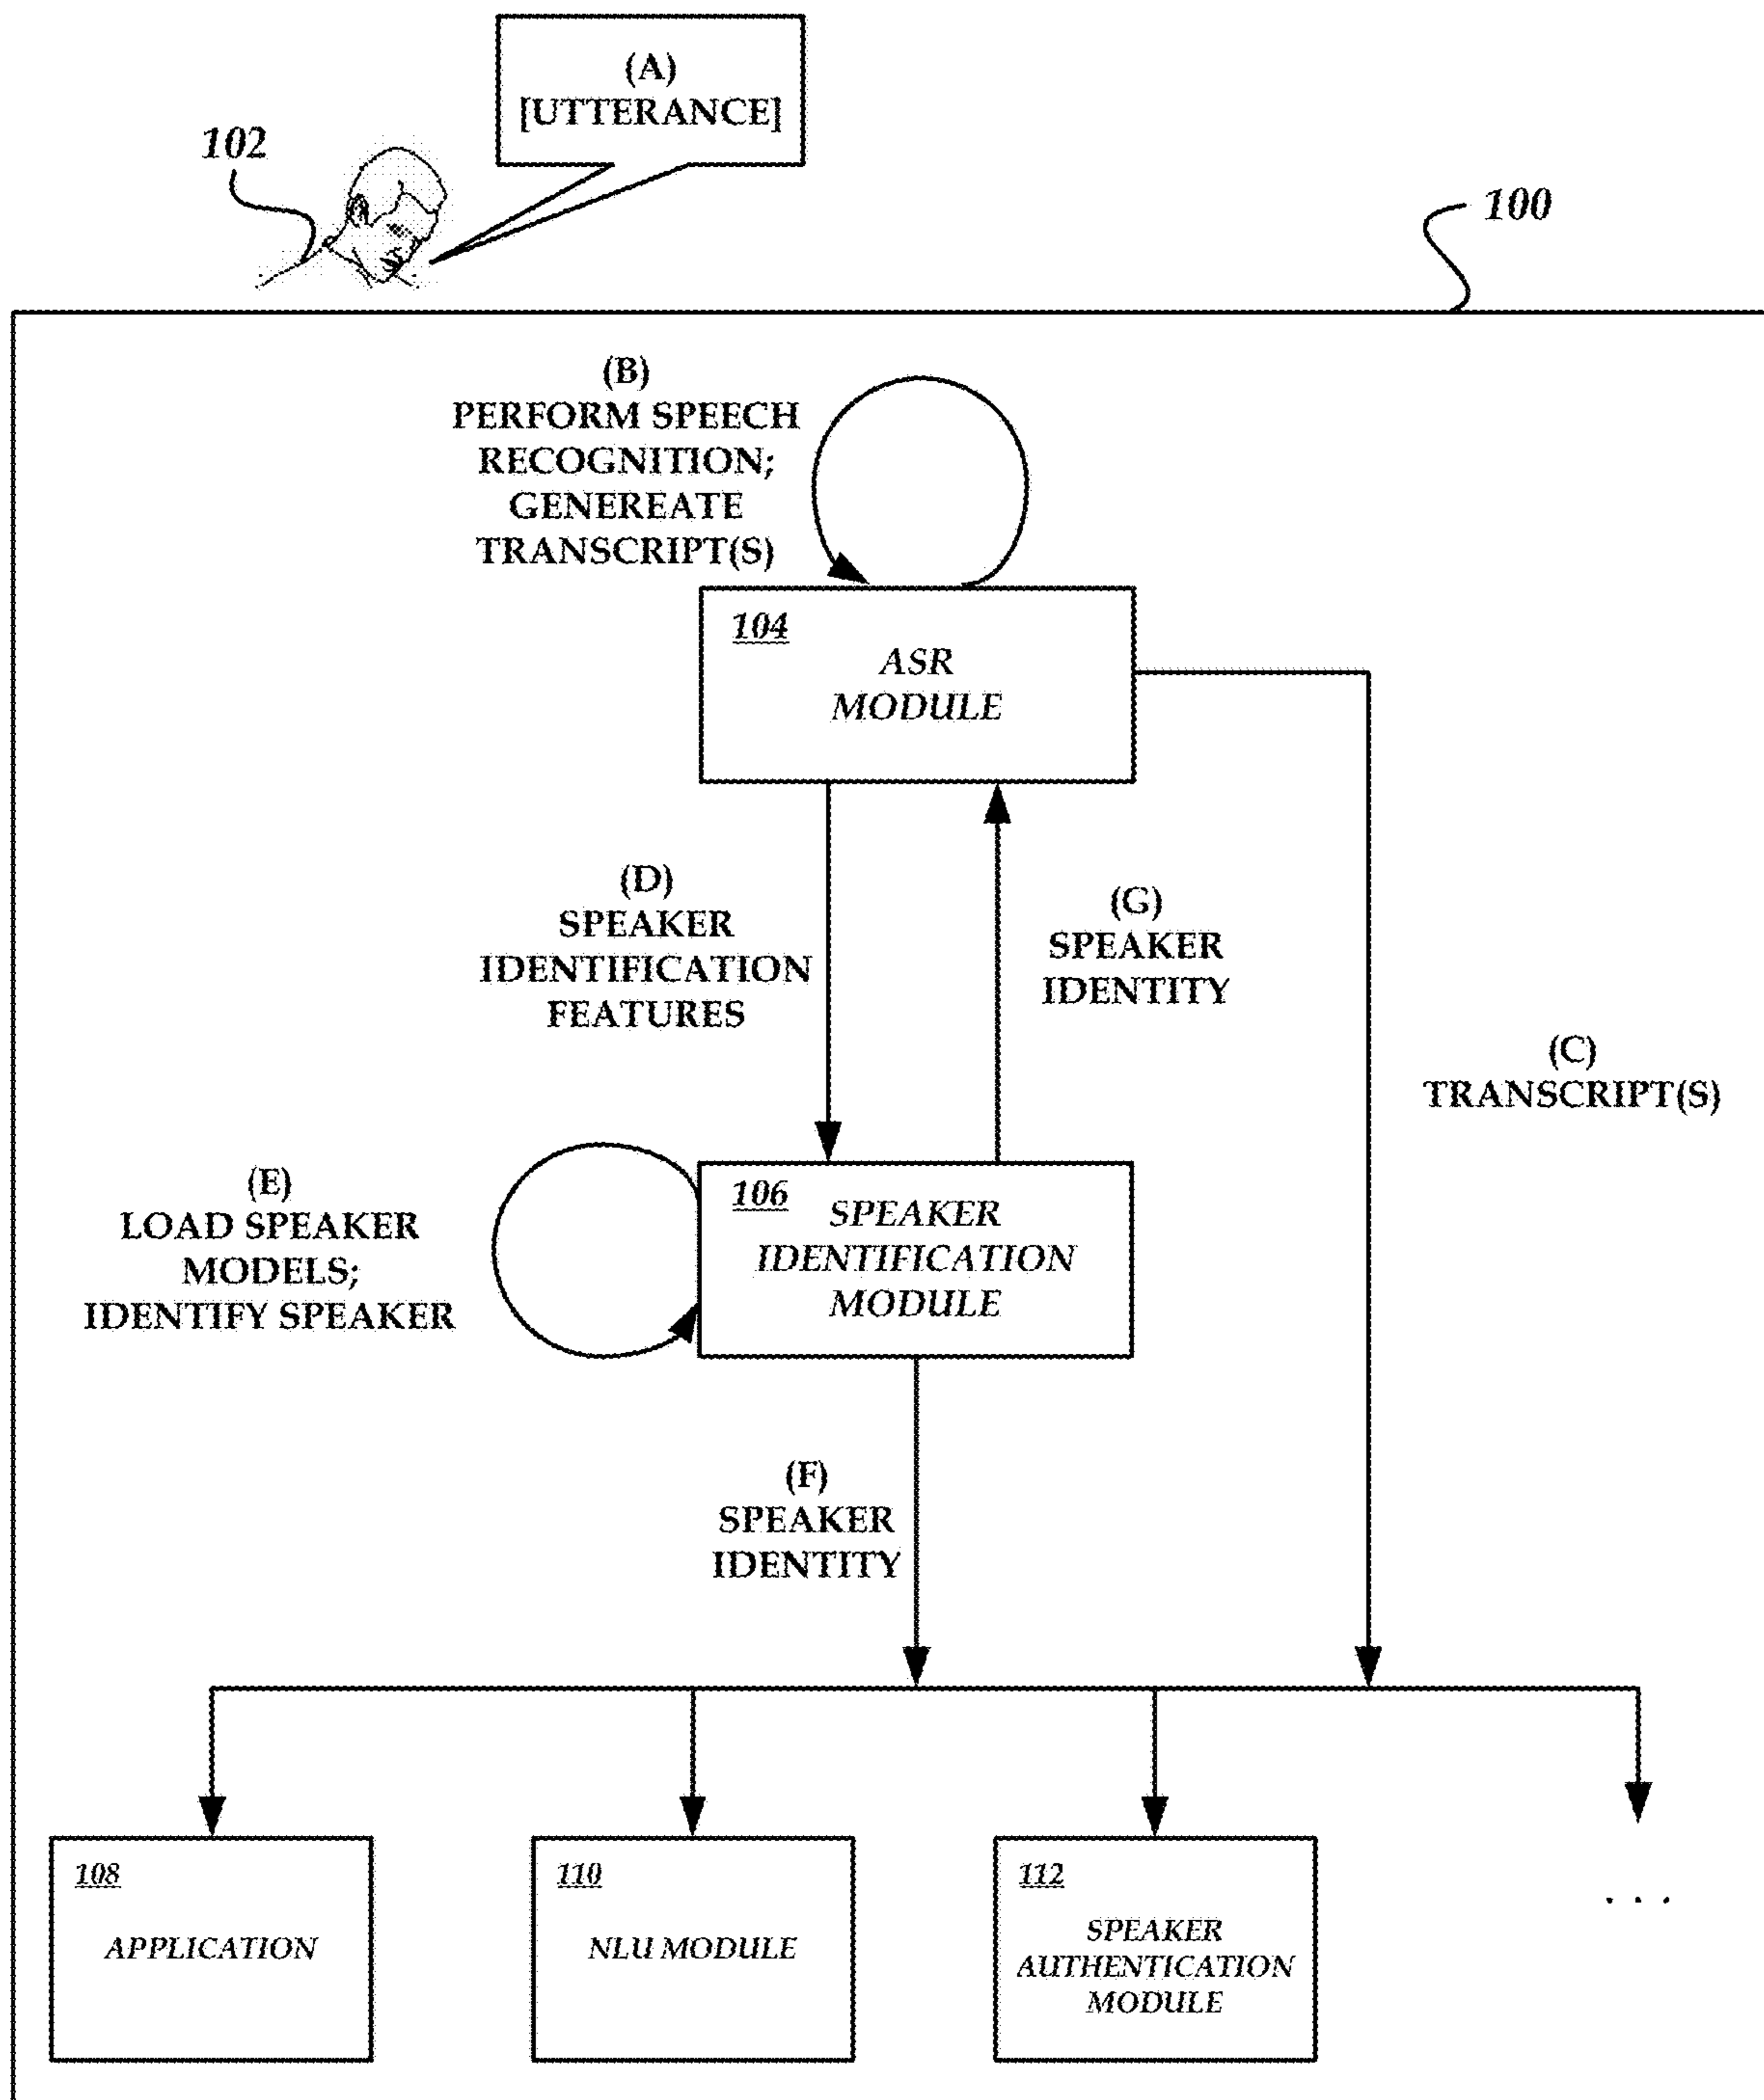 (A)
[UTTERANCE]
102
100
(B)
PERFORM SPEECH
RECOGNITION;
GENEREATE
TRANSCRIPT(S)
104
ASR
MODULE
(D)
SPEAKER
IDENTIFICATION
FEATURES
(G)
SPEAKER
IDENTITY
(C)
TRANSCRIPT(S)
(E)
LOAD SPEAKER
MODELS;
IDENTIFY SPEAKER
106
SPEAKER
IDENTIFICATION
MODULE
(F)
SPEAKER
IDENTITY
108
APPLICATION
110
NLU MODULE
112
SPEAKER
AUTHENTICATION
MODULE
. . .